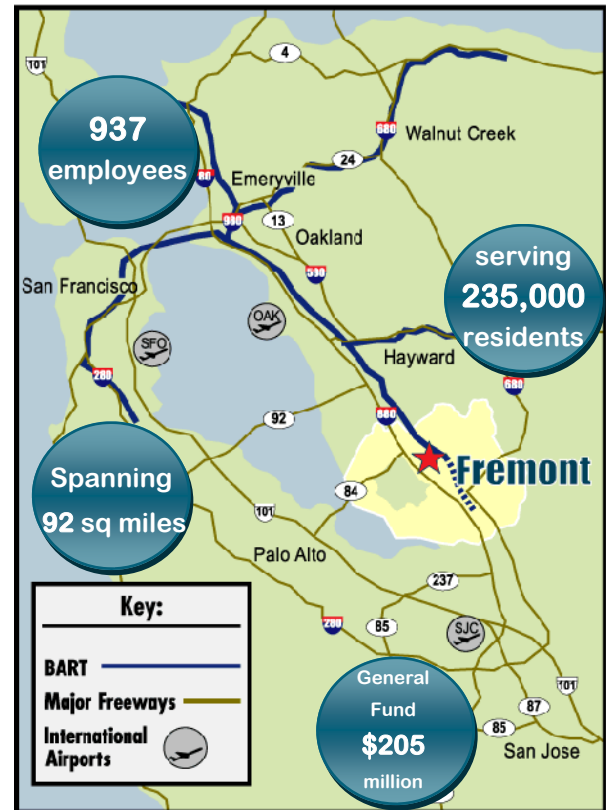 4
101
937
employees
680
Walnut Creek
24
80
Emeryville
980
13
Oakland
580
serving
235,000
residents
San Francisco
OAK
SFO
Hayward
280
680
92
880
Spanning
92 sq miles
Fremont
84
101
Palo Alto
237
Key:
280
85
SJC
BART
General
Fund
$205
million
101
Major Freeways
87
International
Airports
85
San Jose